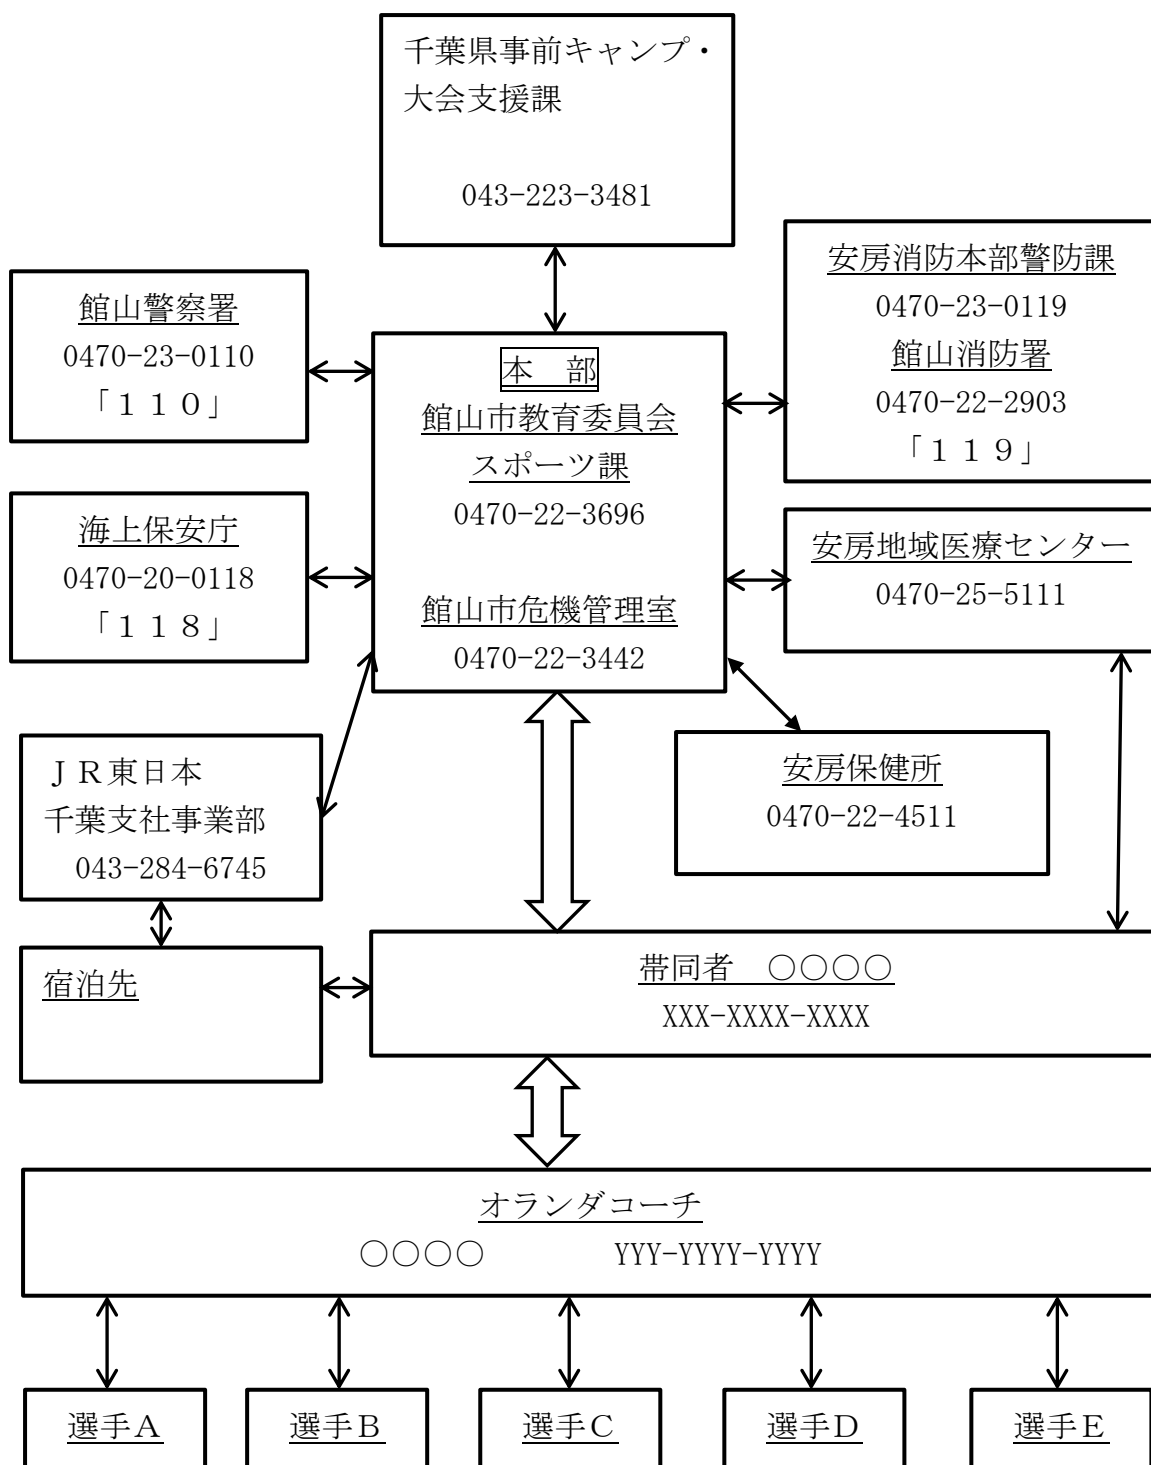 千葉県事前キャンプ・
大会支援課
043-223-3481
館山警察署
0470-23-0110
「１１０」
安房消防本部警防課
0470-23-0119
館山消防署
0470-22-2903
「１１９」
本　部
館山市教育委員会
スポーツ課
0470-22-3696
館山市危機管理室
0470-22-3442
海上保安庁
0470-20-0118
「１１８」
安房地域医療センター
0470-25-5111
ＪＲ東日本
千葉支社事業部
043-284-6745
安房保健所
0470-22-4511
宿泊先
帯同者　○○○○
XXX-XXXX-XXXX
オランダコーチ
○○○○　　　　YYY-YYYY-YYYY
選手Ａ
選手Ｂ
選手Ｃ
選手Ｄ
選手Ｅ